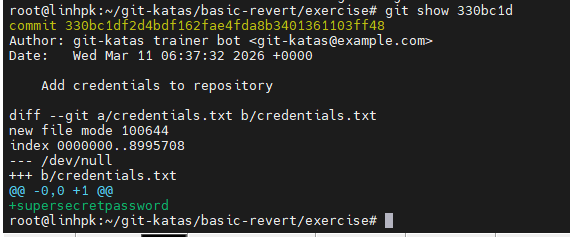 root@linhpk:~/git-katas/basic-revert/exercise# git show 330bc1d
commit 330bc1df2d4bdf162fae4fda8b3401361103ff48
Author: git-katas trainer bot <git-katas@example.com>
Date:   Wed Mar 11 06:37:32 2026 +0000

    Add credentials to repository

diff --git a/credentials.txt b/credentials.txt
new file mode 100644
index 0000000..8995708
--- /dev/null
+++ b/credentials.txt
@@ -0,0 +1 @@
+supersecretpassword
root@linhpk:~/git-katas/basic-revert/exercise#